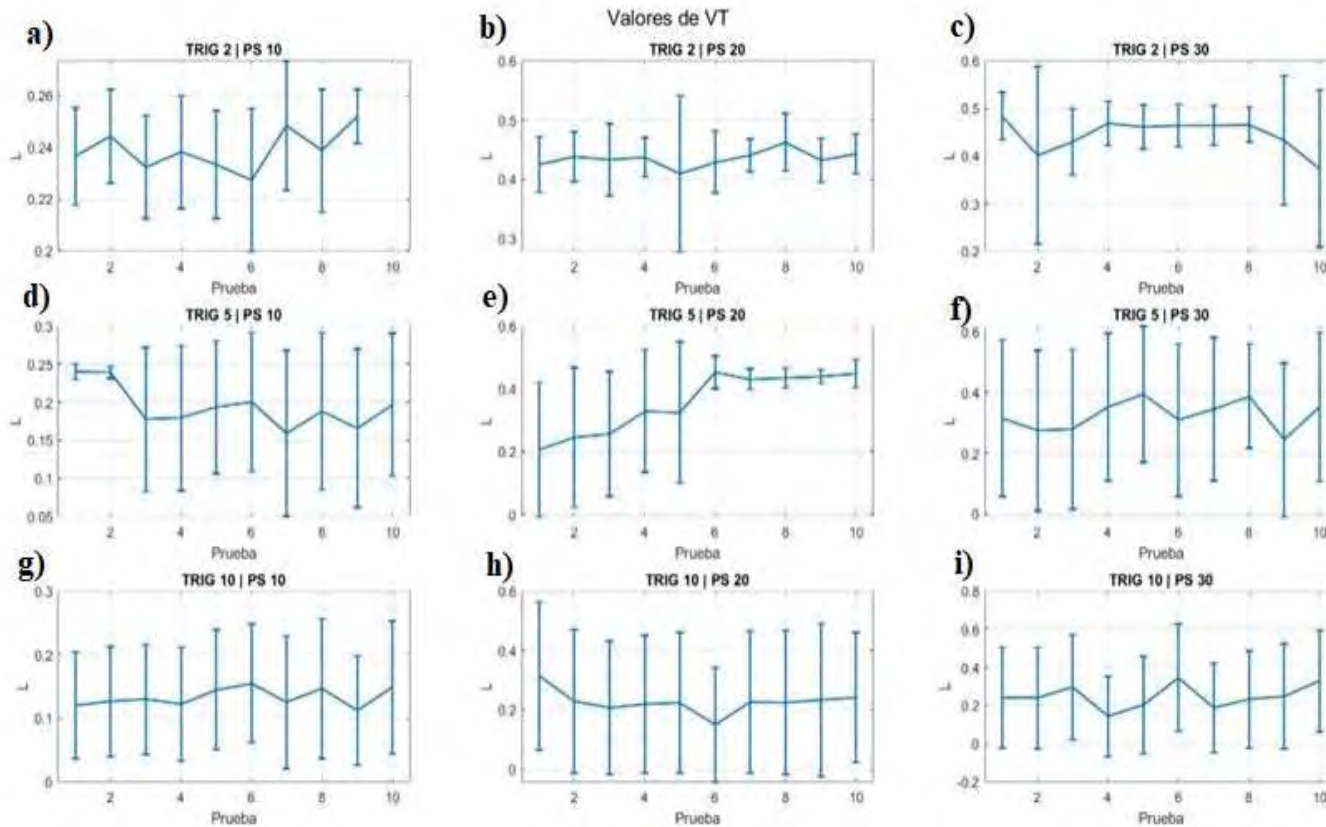 Valores de VT
a)
TRIG 2 | PS 10
0.26
0.24
0.22
0.2
L
2 4 6 8 10
Prueba
b)
TRIG 2 | PS 20
0.6
0.5
0.4
0.3
L
2 4 6 8 10
Prueba
c)
TRIG 2 | PS 30
0.6
0.5
0.4
0.3
0.2
L
2 4 6 8 10
Prueba
d)
TRIG 5 | PS 10
0.3
0.25
0.2
0.15
0.1
0.05
L
2 4 6 8 10
Prueba
e)
TRIG 5 | PS 20
0.6
0.4
0.2
0
L
2 4 6 8 10
Prueba
f)
TRIG 5 | PS 30
0.6
0.4
0.2
0
L
2 4 6 8 10
Prueba
g)
TRIG 10 | PS 10
0.3
0.2
0.1
0
L
2 4 6 8 10
Prueba
h)
TRIG 10 | PS 20
0.6
0.4
0.2
0
L
2 4 6 8 10
Prueba
i)
TRIG 10 | PS 30
0.8
0.6
0.4
0.2
0
-0.2
L
2 4 6 8 10
Prueba